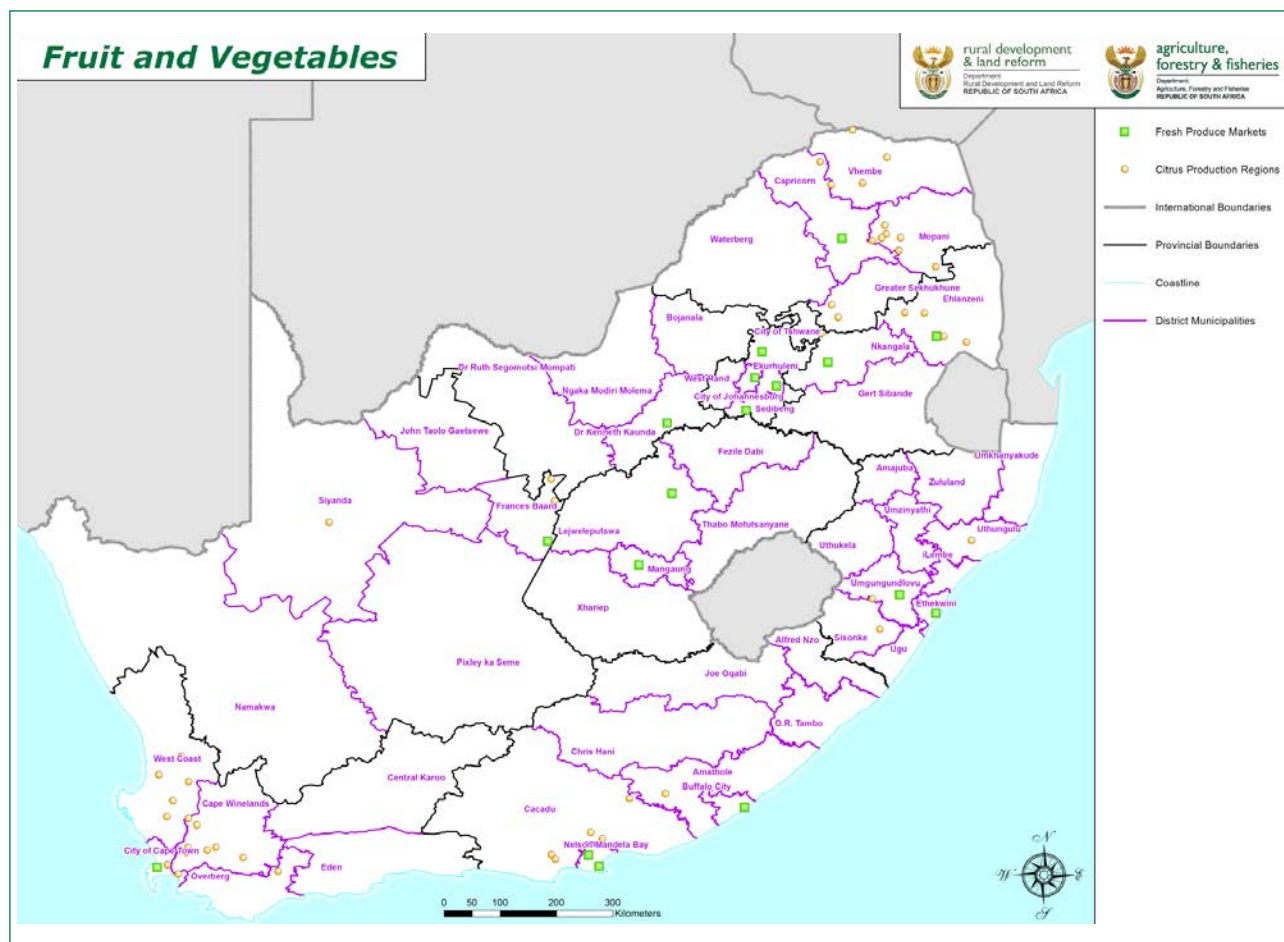 Fruit and Vegetables
rural development
& land reform
Department:
Rural Development and Land Reform
REPUBLIC OF SOUTH AFRICA
agriculture,
forestry & fisheries
Department:
Agriculture, Forestry and Fisheries
REPUBLIC OF SOUTH AFRICA
Fresh Produce Markets
Citrus Production Regions
International Boundaries
Provincial Boundaries
Coastline
District Municipalities
Vhembe
Capricorn
Mopani
Waterberg
Greater Sekhukhune
Ehlanzeni
Bojanala
City of Tshwane
Nkangala
Ekurhuleni
West Rand
City of Johannesburg
Gert Sibande
Sedibeng
Dr Ruth Segomotsi Mompati
Ngaka Modiri Molema
Dr Kenneth Kaunda
John Taolo Gaetsewe
Fezile Dabi
Umkhanyakude
Amajuba
Zululand
Siyanda
Frances Baard
Umzinyathi
Lejweleputswa
Thabo Mofutsanyane
Uthungulu
Uthukela
iLembe
Mangaung
Umgungundlovu
Ethekwini
Xhariep
Sisonke
Alfred Nzo
Ugu
Pixley ka Seme
Joe Gqabi
Namakwa
O.R. Tambo
Chris Hani
West Coast
Central Karoo
Amathole
Buffalo City
Cape Winelands
Cacadu
Nelson Mandela Bay
City of Cape Town
Eden
Overberg
N
W
E
S
0 50 100 200 300
Kilometers